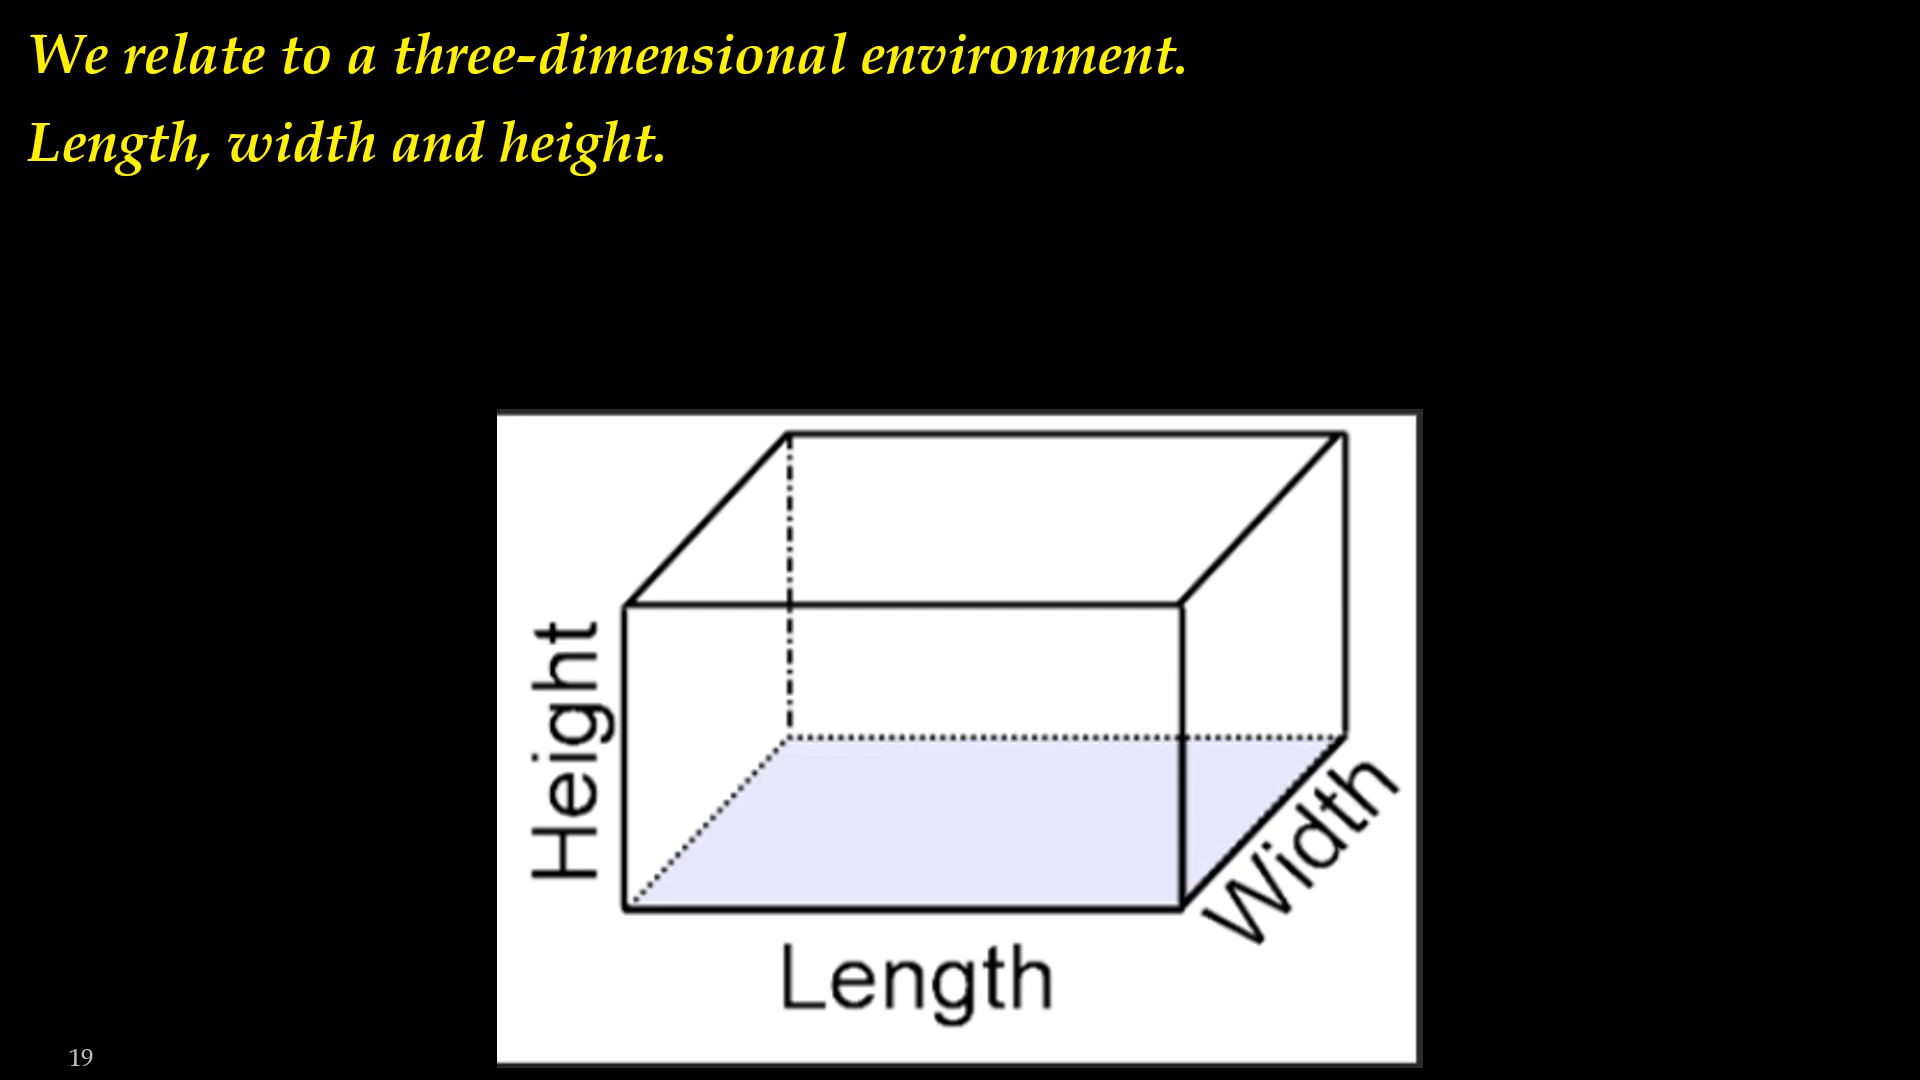 We relate to a three-dimensional environment.
Length, width and height.
Height
Width
Length
19